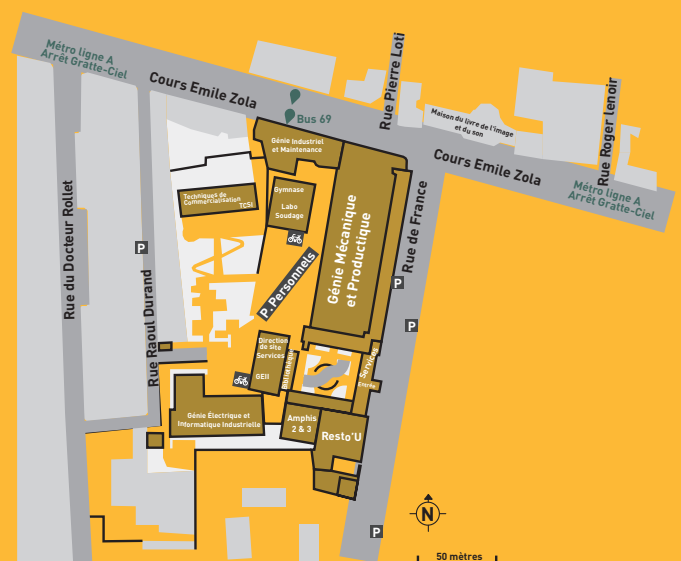 Métro ligne A
Arrêt Gratte-Ciel
Cours Emile Zola
Bus 69
Rue Pierre Loti
Maison du livre de l'image
et du son
Rue Roger lenoir
Cours Emile Zola
Métro ligne A
Arrêt Gratte-Ciel
Génie Industriel
et Maintenance
Techniques de
Commercialisation
TCSI
Gymnase
Labo
Soudage
Génie Mécanique
et Productique
Rue de France
P. Personnels
Rue du Docteur Rollet
Rue Raoul Durand
P
P
P
Direction
de site
Services
GEII
Bibliothèque
Services
Entrée
Génie Électrique et
Informatique Industrielle
Amphis
2 & 3
Resto'U
N
P
50 mètres